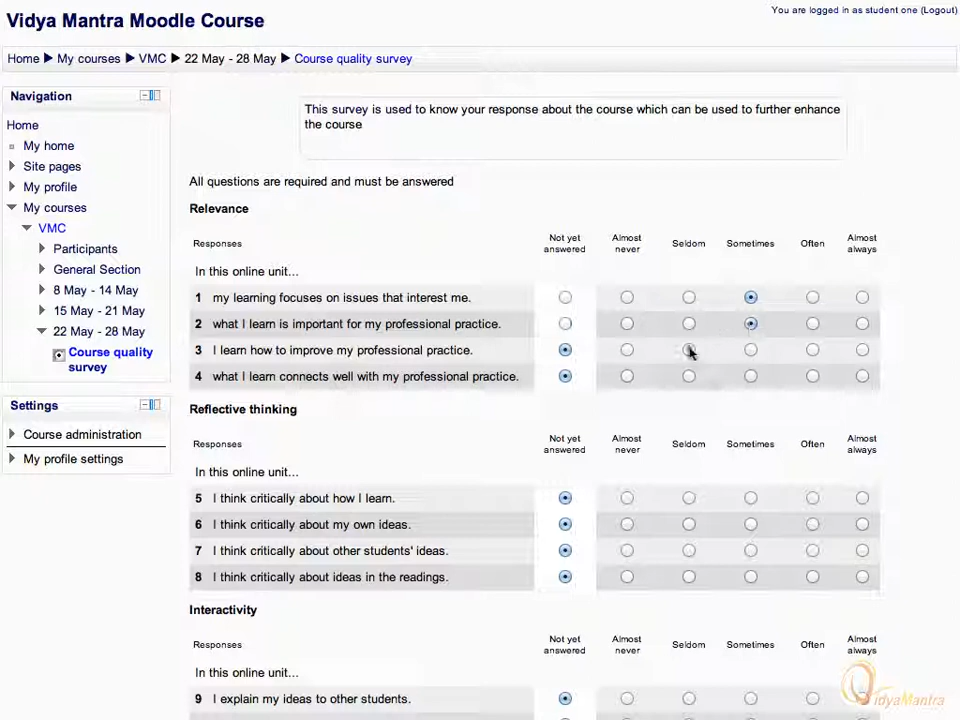 Vidya Mantra Moodle Course
You are logged in as student one (Logout)
Home ▶ My courses ▶ VMC ▶ 22 May - 28 May ▶ Course quality survey
Navigation
Home
My home
Site pages
My profile
My courses
VMC
Participants
General Section
8 May - 14 May
15 May - 21 May
22 May - 28 May
Course quality
survey
Settings
Course administration
My profile settings
This survey is used to know your response about the course which can be used to further enhance
the course
All questions are required and must be answered
Relevance
Responses Not yet answered Almost never Seldom Sometimes Often Almost always
In this online unit...
1 my learning focuses on issues that interest me.
2 what I learn is important for my professional practice.
3 I learn how to improve my professional practice.
4 what I learn connects well with my professional practice.
Reflective thinking
Responses Not yet answered Almost never Seldom Sometimes Often Almost always
In this online unit...
5 I think critically about how I learn.
6 I think critically about my own ideas.
7 I think critically about other students' ideas.
8 I think critically about ideas in the readings.
Interactivity
Responses Not yet answered Almost never Seldom Sometimes Often Almost always
In this online unit...
9 I explain my ideas to other students.
VidyaMantra